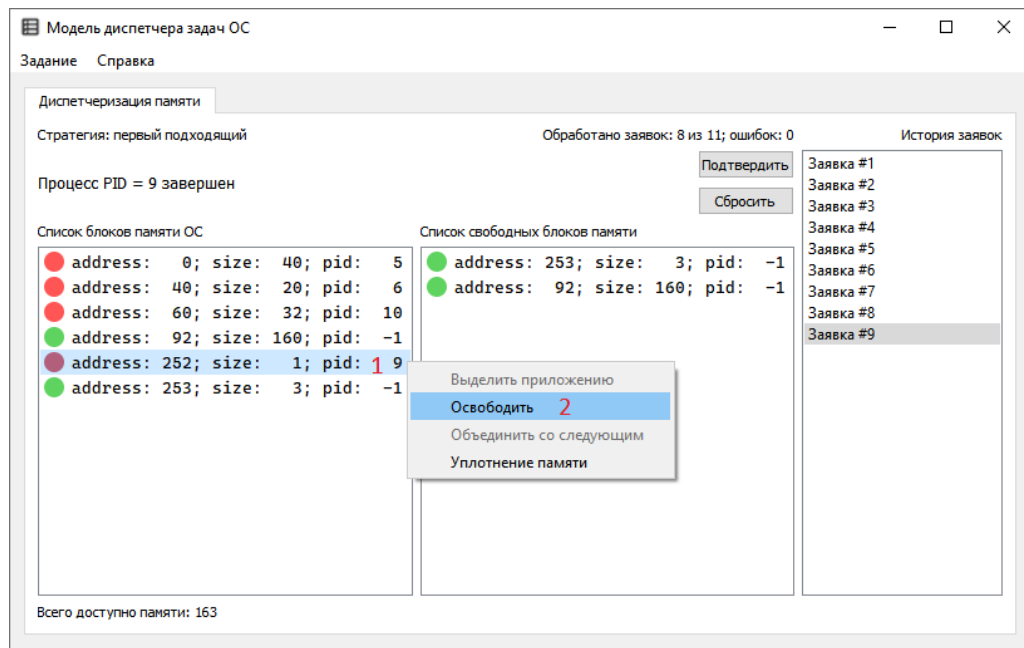 Модель диспетчера задач ОС
Задание Справка
Диспетчеризация памяти
Стратегия: первый подходящий Обработано заявок: 8 из 11; ошибок: 0 История заявок
Подтвердить
Процесс PID = 9 завершен
Сбросить
Список блоков памяти ОС
address: 0; size: 40; pid: 5
address: 40; size: 20; pid: 6
address: 60; size: 32; pid: 10
address: 92; size: 160; pid: -1
address: 252; size: 1; pid: 1 9
address: 253; size: 3; pid: -1
Список свободных блоков памяти
address: 253; size: 3; pid: -1
address: 92; size: 160; pid: -1
Выделить приложению
Освободить 2
Объединить со следующим
Уплотнение памяти
Заявка #1
Заявка #2
Заявка #3
Заявка #4
Заявка #5
Заявка #6
Заявка #7
Заявка #8
Заявка #9
Всего доступно памяти: 163